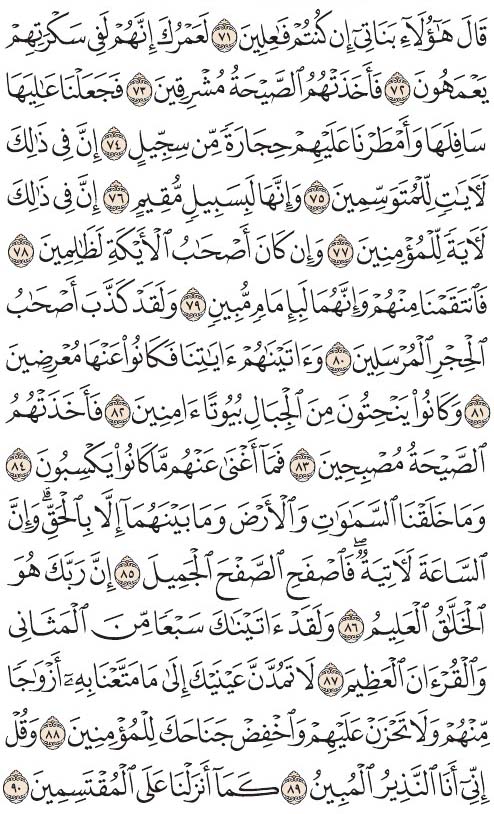 قَالَ هَٰٓؤُلَآءِ بَنَاتِىٓ إِن كُنتُمْ فَٰعِلِينَ ٧١ لَعَمْرُكَ إِنَّهُمْ لَفِى سَكْرَتِهِمْ
يَعْمَهُونَ ٧٢ فَأَخَذَتْهُمُ ٱلصَّيْحَةُ مُشْرِقِينَ ٧٣ فَجَعَلْنَا عَٰلِيَهَا
سَافِلَهَا وَأَمْطَرْنَا عَلَيْهِمْ حِجَارَةً مِّن سِجِّيلٍ ٧٤ إِنَّ فِى ذَٰلِكَ
لَءَايَٰتٍ لِّلْمُتَوَسِّمِينَ ٧٥ وَإِنَّهَا لَبِسَبِيلٍ مُّقِيمٍ ٧٦ إِنَّ فِى ذَٰلِكَ
لَءَايَةً لِّلْمُؤْمِنِينَ ٧٧ وَإِن كَانَ أَصْحَٰبُ ٱلْأَيْكَةِ لَظَٰلِمِينَ ٧٨
فَٱنتَقَمْنَا مِنْهُمْ وَإِنَّهُمَا لَبِإِمَامٍ مُّبِينٍ ٧٩ وَلَقَدْ كَذَّبَ أَصْحَٰبُ
ٱلْحِجْرِ ٱلْمُرْسَلِينَ ٨٠ وَءَاتَيْنَٰهُمْ ءَايَٰتِنَا فَكَانُوا۟ عَنْهَا مُعْرِضِينَ
٨١ وَكَانُوا۟ يَنْحِتُونَ مِنَ ٱلْجِبَالِ بُيُوتًا ءَامِنِينَ ٨٢ فَأَخَذَتْهُمُ
ٱلصَّيْحَةُ مُصْبِحِينَ ٨٣ فَمَآ أَغْنَىٰ عَنْهُم مَّا كَانُوا۟ يَكْسِبُونَ ٨٤
وَمَا خَلَقْنَا ٱلسَّمَٰوَٰتِ وَٱلْأَرْضَ وَمَا بَيْنَهُمَآ إِلَّا بِٱلْحَقِّ ۗ وَإِنَّ
ٱلسَّاعَةَ لَءَاتِيَةٌ ۖ فَٱصْفَحِ ٱلصَّفْحَ ٱلْجَمِيلَ ٨٥ إِنَّ رَبَّكَ هُوَ
ٱلْخَلَّٰقُ ٱلْعَلِيمُ ٨٦ وَلَقَدْ ءَاتَيْنَٰكَ سَبْعًا مِّنَ ٱلْمَثَانِى
وَٱلْقُرْءَانَ ٱلْعَظِيمَ ٨٧ لَا تَمُدَّنَّ عَيْنَيْكَ إِلَىٰ مَا مَتَّعْنَا بِهِۦٓ أَزْوَٰجًا
مِّنْهُمْ وَلَا تَحْزَنْ عَلَيْهِمْ وَٱخْفِضْ جَنَاحَكَ لِلْمُؤْمِنِينَ ٨٨ وَقُلْ
إِنِّىٓ أَنَا ٱلنَّذِيرُ ٱلْمُبِينُ ٨٩ كَمَآ أَنزَلْنَا عَلَى ٱلْمُقْتَسِمِينَ ٩٠